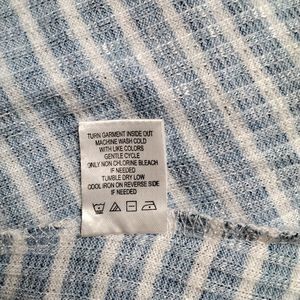 TURN GARMENT INSIDE OUT
MACHINE WASH COLD
WITH LIKE COLORS
GENTLE CYCLE
ONLY NON CHLORINE BLEACH
IF NEEDED
TUMBLE DRY LOW
COOL IRON ON REVERSE SIDE
IF NEEDED